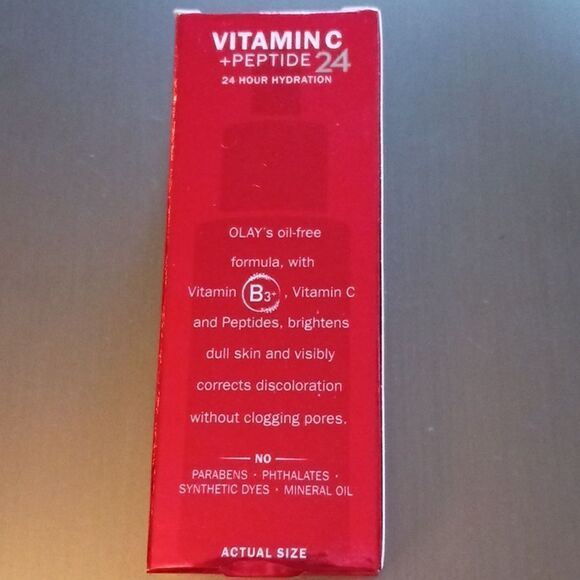 VITAMIN C
+PEPTIDE 24
24 HOUR HYDRATION
OLAY's oil-free
formula, with
Vitamin B3+, Vitamin C
and Peptides, brightens
dull skin and visibly
corrects discoloration
without clogging pores.
NO
PARABENS · PHTHALATES ·
SYNTHETIC DYES · MINERAL OIL
ACTUAL SIZE